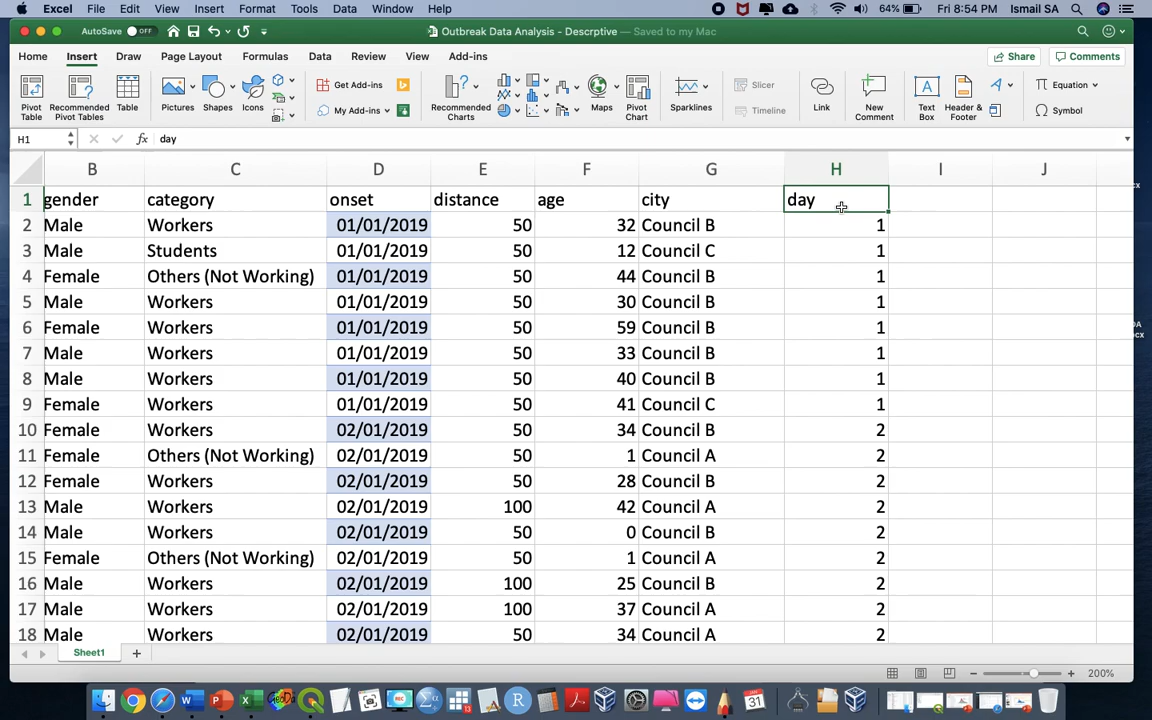 Excel File Edit View Insert Format Tools Data Window Help 64% Fri 8:54 PM Ismail SA
AutoSave OFF Outbreak Data Analysis - Descrptive — Saved to my Mac
Home Insert Draw Page Layout Formulas Data Review View Add-ins Share Comments
Pivot Table Recommended Pivot Tables Table Pictures Shapes Icons Get Add-ins My Add-ins Recommended Charts Maps Pivot Chart Sparklines Slicer Timeline Link New Comment Text Box Header & Footer Equation Symbol
H1 fx day
B C D E F G H I J
1 gender category onset distance age city day
2 Male Workers 01/01/2019 50 32 Council B 1
3 Male Students 01/01/2019 50 12 Council C 1
4 Female Others (Not Working) 01/01/2019 50 44 Council B 1
5 Male Workers 01/01/2019 50 30 Council B 1
6 Female Workers 01/01/2019 50 59 Council B 1
7 Male Workers 01/01/2019 50 33 Council B 1
8 Male Workers 01/01/2019 50 40 Council B 1
9 Female Workers 01/01/2019 50 41 Council C 1
10 Female Workers 02/01/2019 50 34 Council B 2
11 Female Others (Not Working) 02/01/2019 50 1 Council A 2
12 Female Workers 02/01/2019 50 28 Council B 2
13 Male Workers 02/01/2019 100 42 Council A 2
14 Male Workers 02/01/2019 50 0 Council B 2
15 Female Others (Not Working) 02/01/2019 50 1 Council A 2
16 Male Workers 02/01/2019 100 25 Council B 2
17 Male Workers 02/01/2019 100 37 Council A 2
18 Male Workers 02/01/2019 50 34 Council A 2
Sheet1
200%